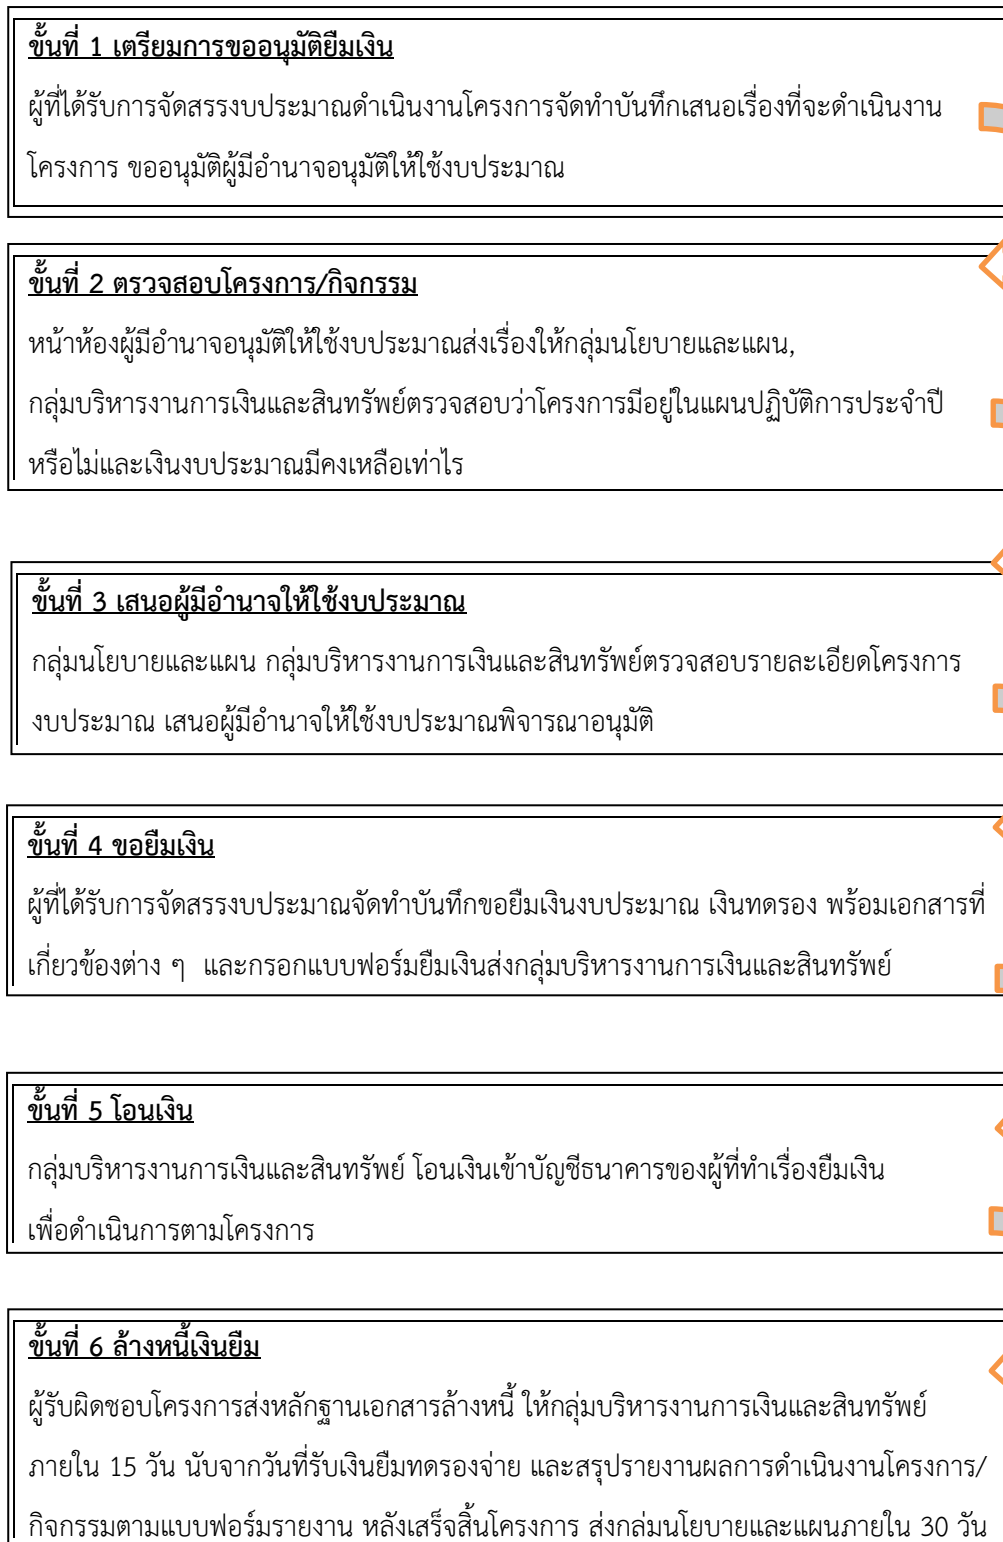 ขั้นที่ 1 เตรียมการขออนุมัติยืมเงิน
ผู้ที่ได้รับการจัดสรรงบประมาณดำเนินงานโครงการจัดทำบันทึกเสนอเรื่องที่จะดำเนินงาน
โครงการ ขออนุมัติผู้มีอำนาจอนุมัติให้ใช้งบประมาณ
ขั้นที่ 2 ตรวจสอบโครงการ/กิจกรรม
หน้าห้องผู้มีอำนาจอนุมัติให้ใช้งบประมาณส่งเรื่องให้กลุ่มนโยบายและแผน,
กลุ่มบริหารงานการเงินและสินทรัพย์ตรวจสอบว่าโครงการมีอยู่ในแผนปฏิบัติการประจำปี
หรือไม่และเงินงบประมาณมีคงเหลือเท่าไร
ขั้นที่ 3 เสนอผู้มีอำนาจให้ใช้งบประมาณ
กลุ่มนโยบายและแผน กลุ่มบริหารงานการเงินและสินทรัพย์ตรวจสอบรายละเอียดโครงการ
งบประมาณ เสนอผู้มีอำนาจให้ใช้งบประมาณพิจารณาอนุมัติ
ขั้นที่ 4 ขอยืมเงิน
ผู้ที่ได้รับการจัดสรรงบประมาณจัดทำบันทึกขอยืมเงินงบประมาณ เงินทดรอง พร้อมเอกสารที่
เกี่ยวข้องต่าง ๆ และกรอกแบบฟอร์มยืมเงินส่งกลุ่มบริหารงานการเงินและสินทรัพย์
ขั้นที่ 5 โอนเงิน
กลุ่มบริหารงานการเงินและสินทรัพย์ โอนเงินเข้าบัญชีธนาคารของผู้ที่ทำเรื่องยืมเงิน
เพื่อดำเนินการตามโครงการ
ขั้นที่ 6 ล้างหนี้เงินยืม
ผู้รับผิดชอบโครงการส่งหลักฐานเอกสารล้างหนี้ ให้กลุ่มบริหารงานการเงินและสินทรัพย์
ภายใน 15 วัน นับจากวันที่รับเงินยืมทดรองจ่าย และสรุปรายงานผลการดำเนินงานโครงการ/
กิจกรรมตามแบบฟอร์มรายงาน หลังเสร็จสิ้นโครงการ ส่งกลุ่มนโยบายและแผนภายใน 30 วัน